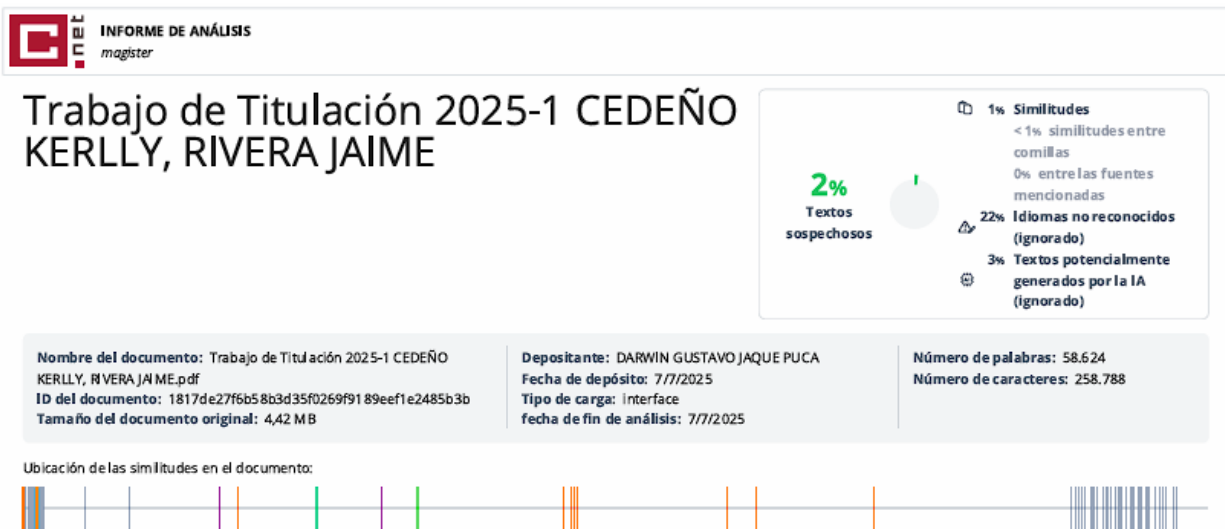 C
.net
INFORME DE ANÁLISIS
magister
Trabajo de Titulación 2025-1 CEDEÑO
KERLLY, RIVERA JAIME
2%
Textos
sospechosos
1% Similitudes
<1% similitudes entre
comillas
0% entre las fuentes
mencionadas
22% Idiomas no reconocidos
(ignorado)
3% Textos potencialmente
generados por la IA
(ignorado)
Nombre del documento: Trabajo de Titulación 2025-1 CEDEÑO
KERLLY, RIVERA JAIME.pdf
ID del documento: 1817de27f6b58b3d35f0269f9189eef1e2485b3b
Tamaño del documento original: 4,42 MB
Depositante: DARWIN GUSTAVO JAQUE PUCA
Fecha de depósito: 7/7/2025
Tipo de carga: interface
fecha de fin de análisis: 7/7/2025
Número de palabras: 58.624
Número de caracteres: 258.788
Ubicación de las similitudes en el documento: